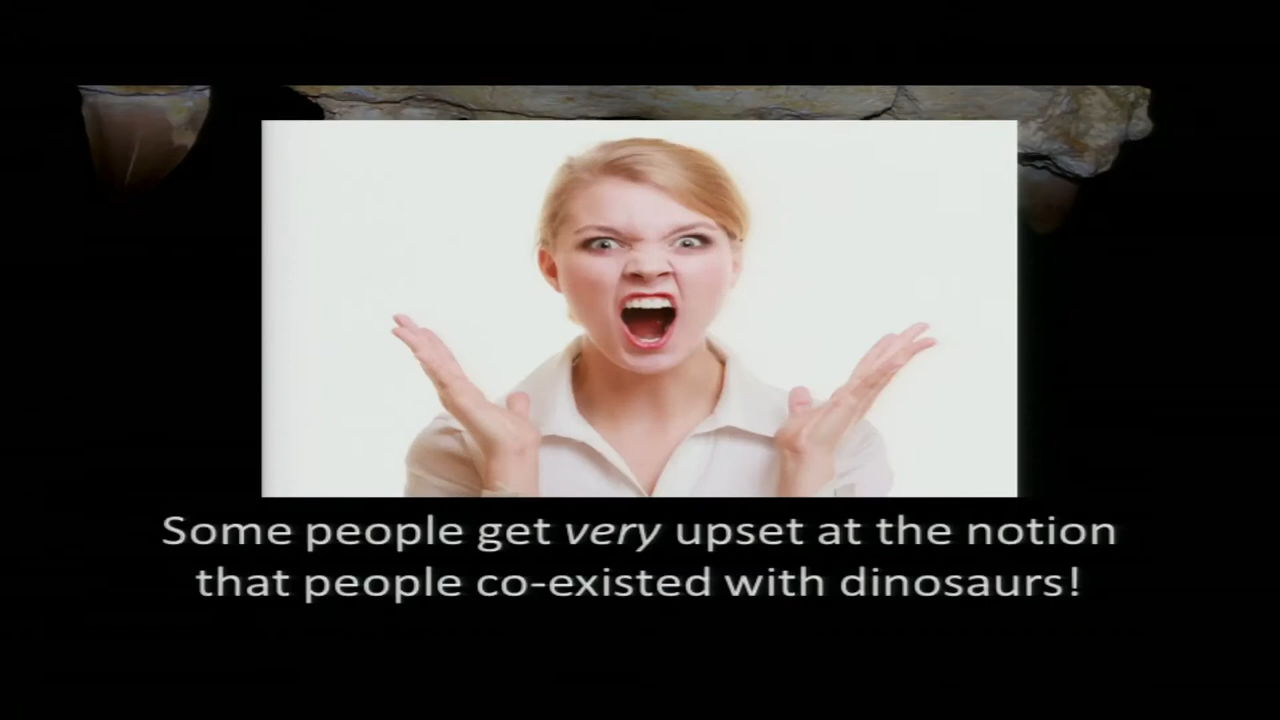 Some people get very upset at the notion
that people co-existed with dinosaurs!